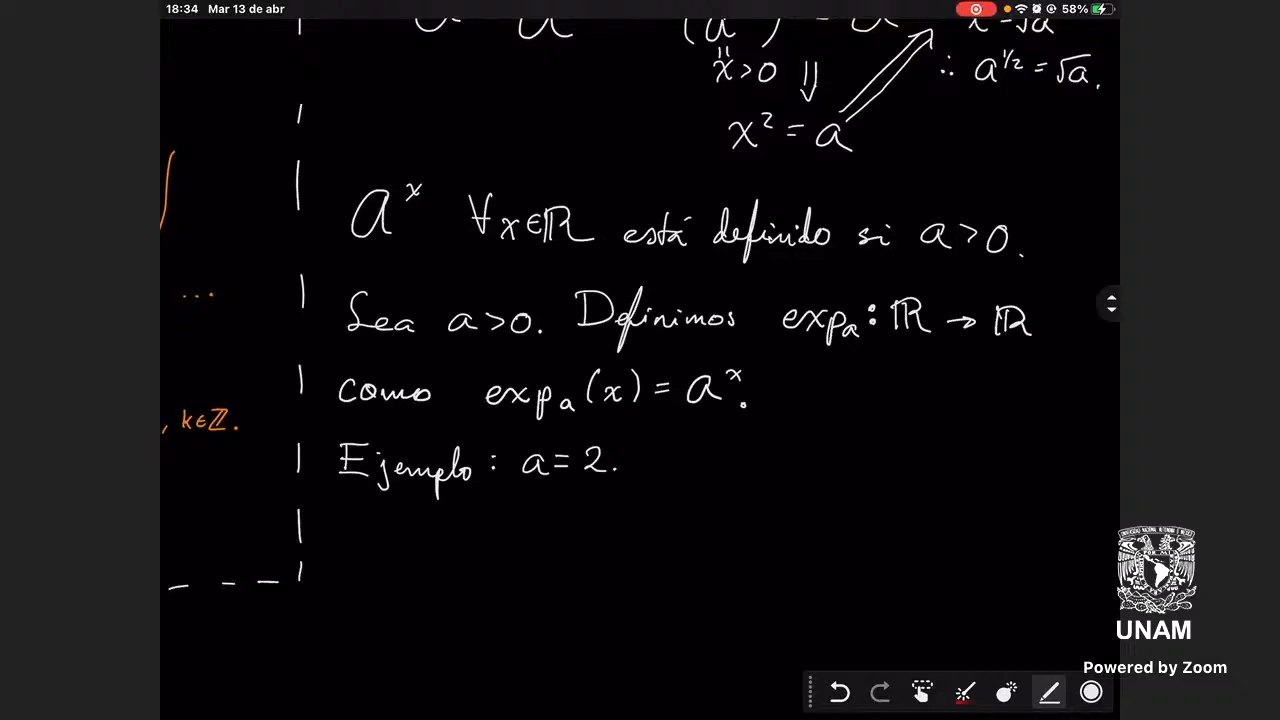 18:34 Mar 13 de abr 58%
x>0 ∴ a^{1/2} = √a.
x² = a
a^x ∀x∈ℝ está definido si a>0.
...
Sea a>0. Definimos exp_a : ℝ → ℝ
como exp_a(x) = a^x.
, k∈ℤ.
Ejemplo : a = 2.
UNAM
Powered by Zoom